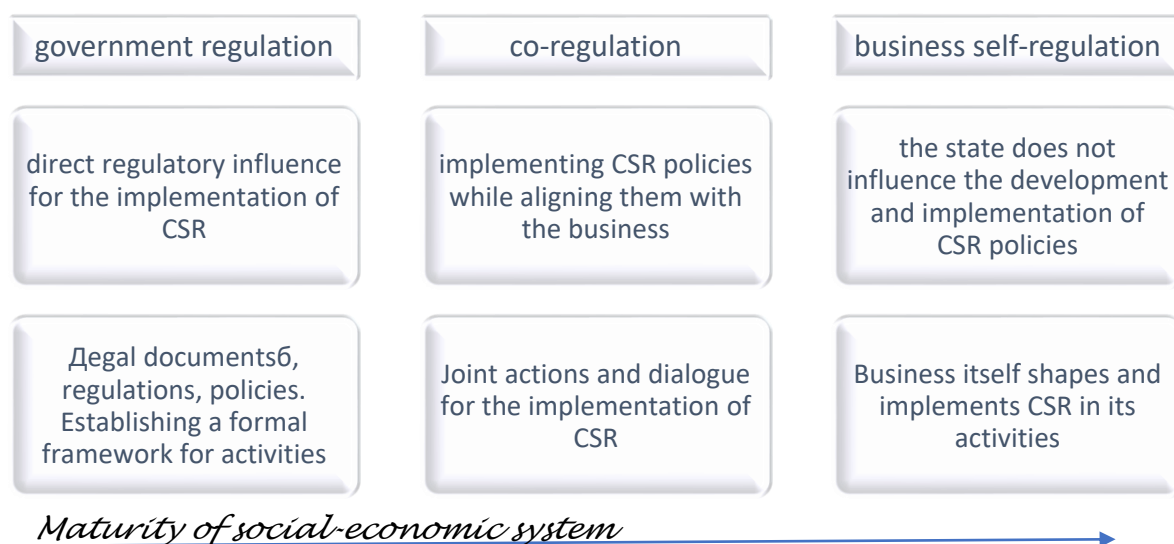 government regulation
co-regulation
business self-regulation
direct regulatory influence
for the implementation of
CSR
implementing CSR policies
while aligning them with
the business
the state does not
influence the development
and implementation of
CSR policies
Дegal documentsб,
regulations, policies.
Establishing a formal
framework for activities
Joint actions and dialogue
for the implementation of
CSR
Business itself shapes and
implements CSR in its
activities
Maturity of social-economic system